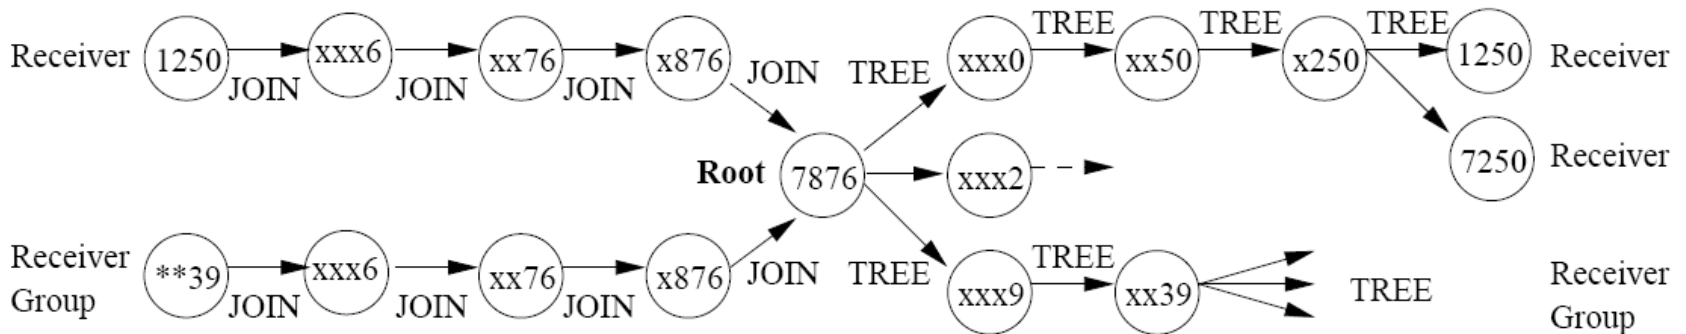 TREE TREE TREE
Receiver 1250 xxx6 xx76 x876 JOIN TREE xxx0 xx50 x250 1250 Receiver
JOIN JOIN JOIN
Root 7876 xxx2 7250 Receiver
Receiver **39 xxx6 xx76 x876 JOIN TREE xxx9 TREE xx39 TREE Receiver
Group JOIN JOIN JOIN Group